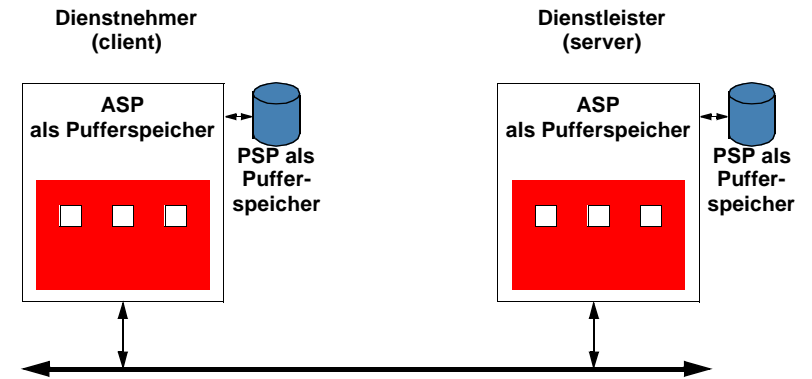 Dienstnehmer
(client)
ASP
als Pufferspeicher
PSP als
Puffer-
speicher
Dienstleister
(server)
ASP
als Pufferspeicher
PSP als
Puffer-
speicher